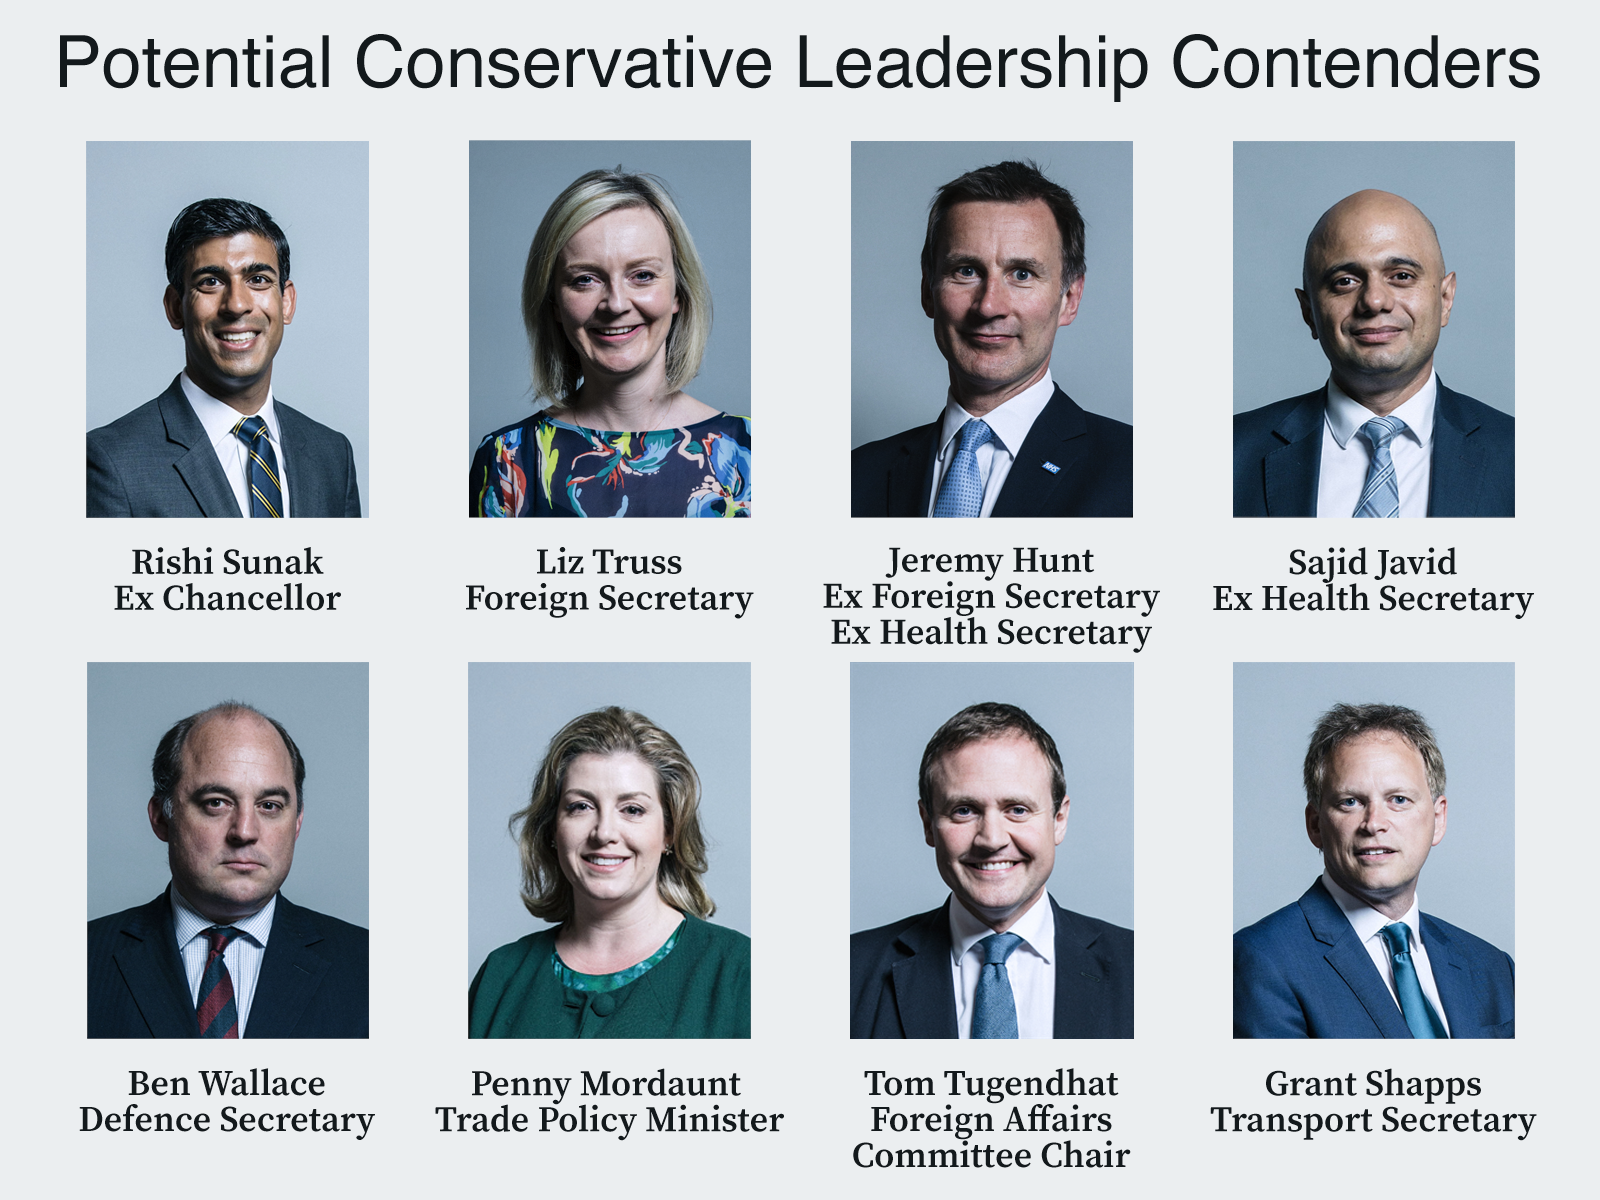 Potential Conservative Leadership Contenders
NHS
Rishi Sunak
Ex Chancellor
Liz Truss
Foreign Secretary
Jeremy Hunt
Ex Foreign Secretary
Ex Health Secretary
Sajid Javid
Ex Health Secretary
Ben Wallace
Defence Secretary
Penny Mordaunt
Trade Policy Minister
Tom Tugendhat
Foreign Affairs
Committee Chair
Grant Shapps
Transport Secretary